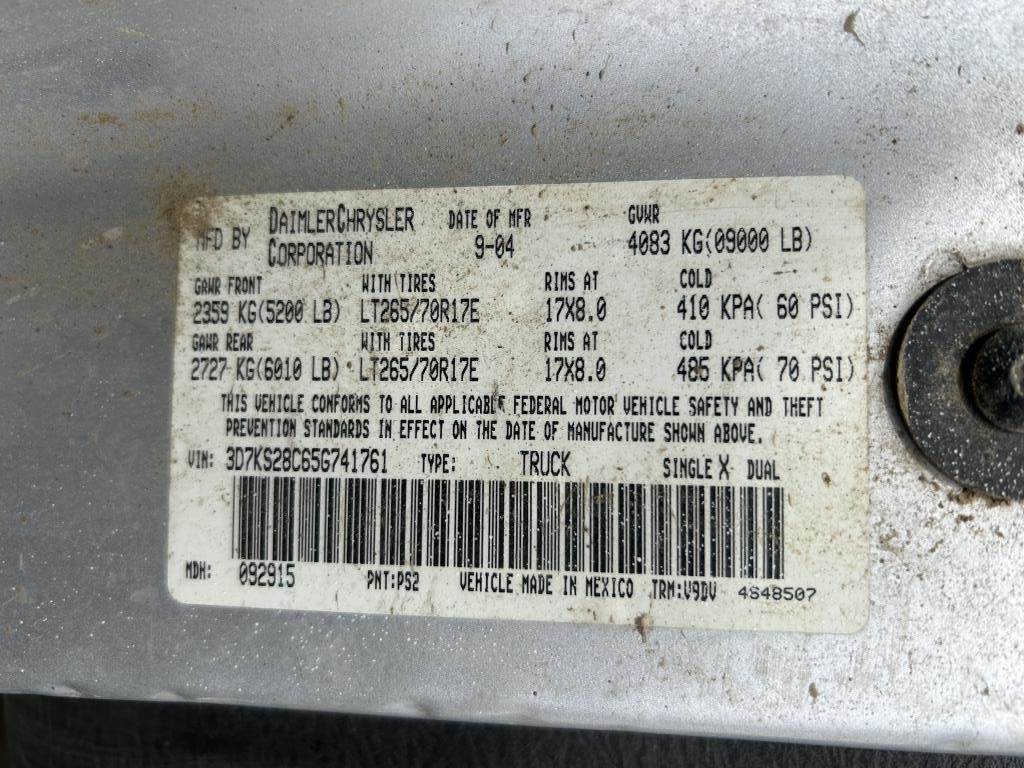 MFD BY DAIMLERCHRYSLER CORPORATION DATE OF MFR 9-04 GVWR 4083 KG(09000 LB)
GAWR FRONT WITH TIRES RIMS AT COLD
2359 KG(5200 LB) LT265/70R17E 17X8.0 410 KPA( 60 PSI)
GAWR REAR WITH TIRES RIMS AT COLD
2727 KG(6010 LB) LT265/70R17E 17X8.0 485 KPA( 70 PSI)
THIS VEHICLE CONFORMS TO ALL APPLICABLE FEDERAL MOTOR VEHICLE SAFETY AND THEFT
PREVENTION STANDARDS IN EFFECT ON THE DATE OF MANUFACTURE SHOWN ABOVE.
VIN: 3D7KS28C65G741761 TYPE: TRUCK SINGLE X DUAL
MDH: 092915 PNT:PS2 VEHICLE MADE IN MEXICO TRM:V9DV 4848507